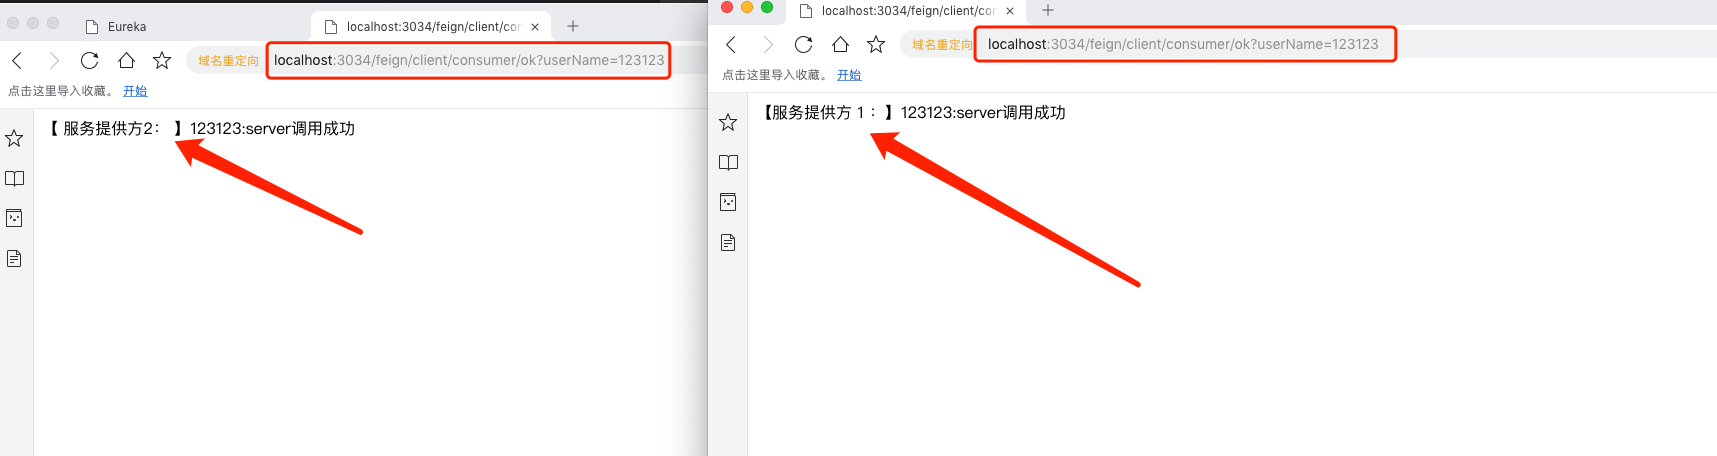 Eureka
localhost:3034/feign/client/cor
域名重定向 localhost:3034/feign/client/consumer/ok?userName=123123
点击这里导入收藏。 开始
【 服务提供方2： 】123123:server调用成功
localhost:3034/feign/client/cor
域名重定向 localhost:3034/feign/client/consumer/ok?userName=123123
点击这里导入收藏。 开始
【服务提供方 1 ：】123123:server调用成功